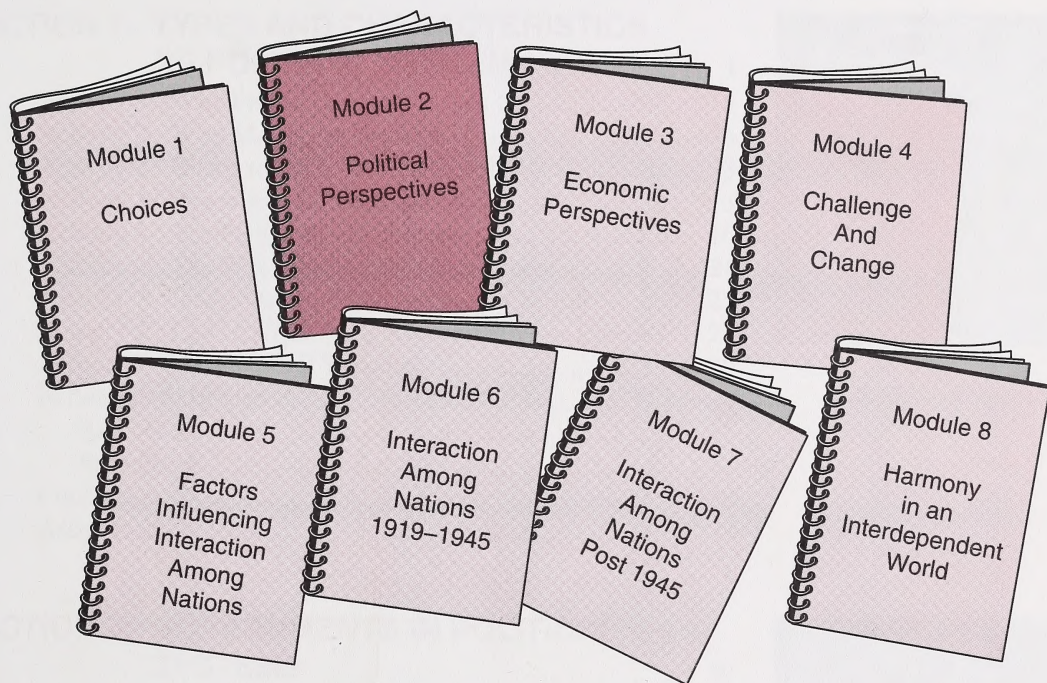 Module 1
Choices
Module 2
Political
Perspectives
Module 3
Economic
Perspectives
Module 4
Challenge
And
Change
Module 5
Factors
Influencing
Interaction
Among
Nations
Module 6
Interaction
Among
Nations
1919–1945
Module 7
Interaction
Among
Nations
Post 1945
Module 8
Harmony
in an
Interdependent
World